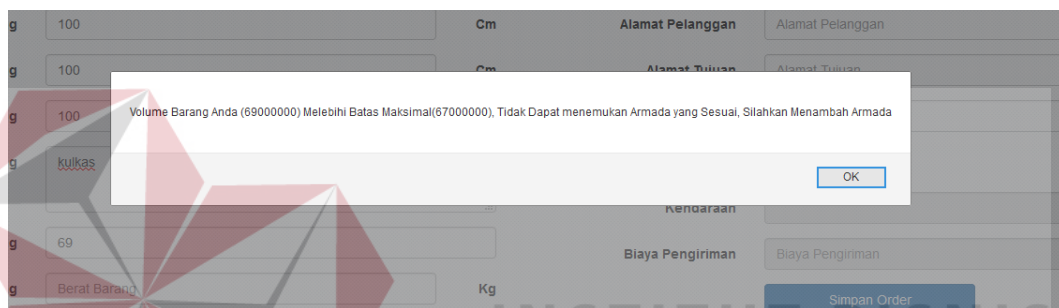 g 100 Cm Alamat Pelanggan Alamat Pelanggan
g 100 Cm Alamat Tujuan Alamat Tujuan
g 100
Volume Barang Anda (69000000) Melebihi Batas Maksimal(67000000), Tidak Dapat menemukan Armada yang Sesuai, Silahkan Menambah Armada
g kulkas
OK
Kendaraan
g 69
Biaya Pengiriman Biaya Pengiriman
g Berat Barang Kg
Simpan Order